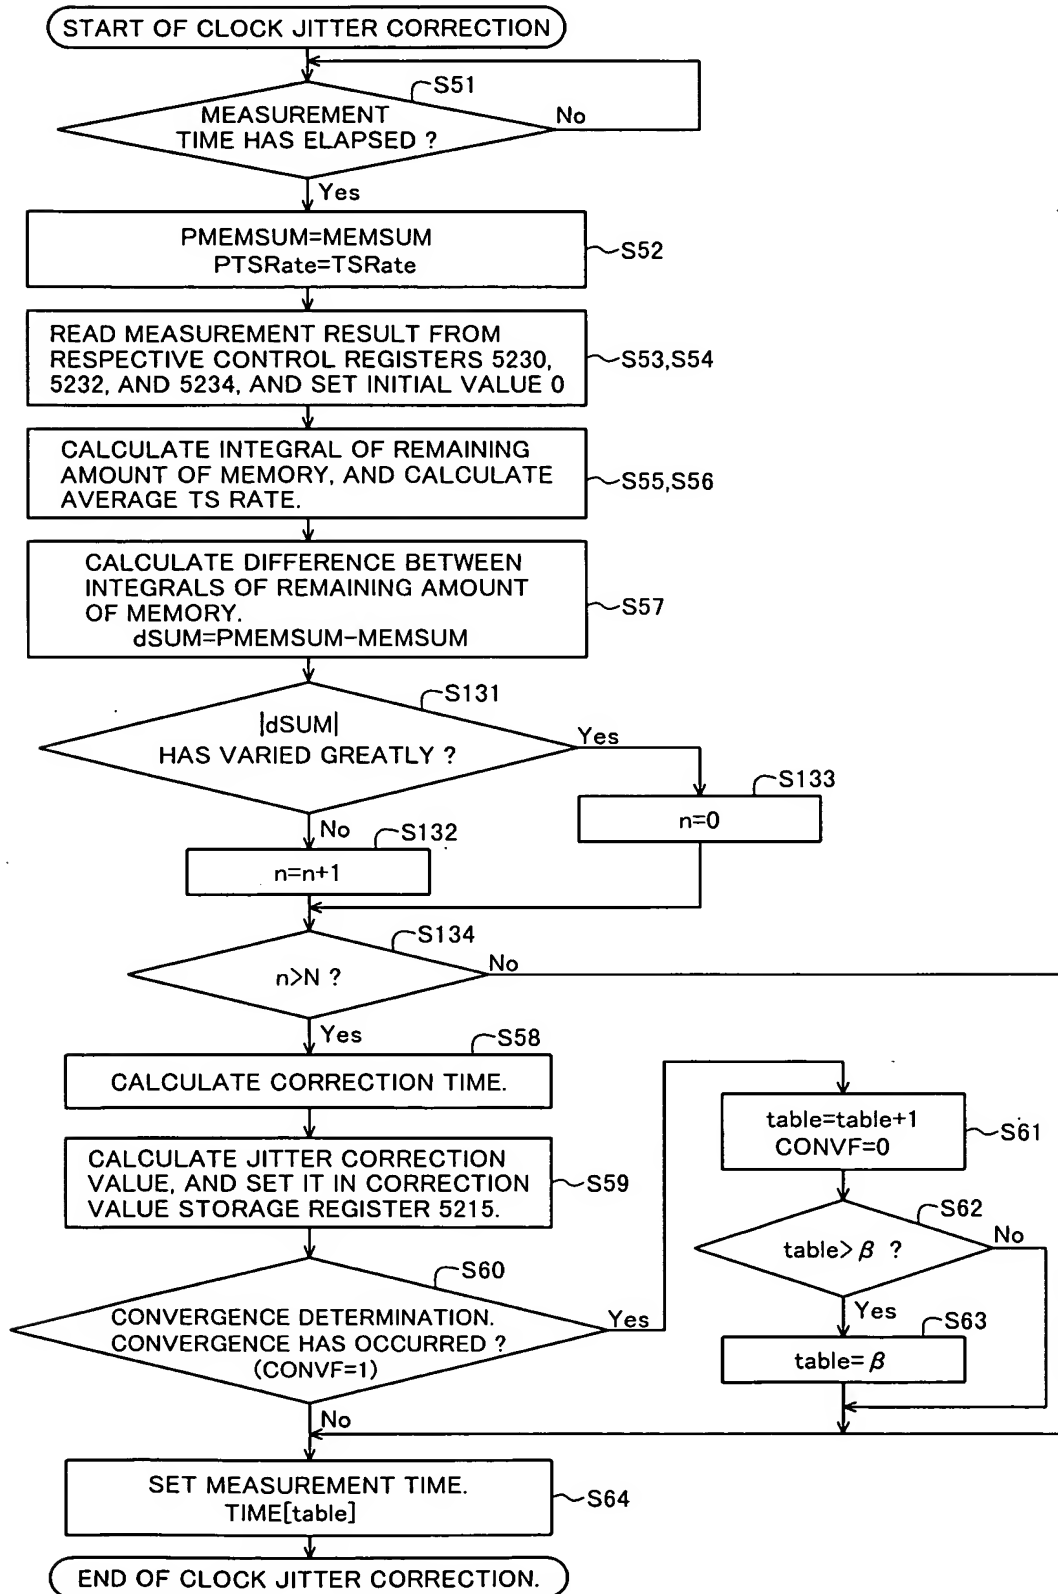 START OF CLOCK JITTER CORRECTION
S51
MEASUREMENT
TIME HAS ELAPSED ?
No
Yes
PMEMSUM=MEMSUM
PTSRate=TSRate
S52
READ MEASUREMENT RESULT FROM
RESPECTIVE CONTROL REGISTERS 5230,
5232, AND 5234, AND SET INITIAL VALUE 0
S53,S54
CALCULATE INTEGRAL OF REMAINING
AMOUNT OF MEMORY, AND CALCULATE
AVERAGE TS RATE.
S55,S56
CALCULATE DIFFERENCE BETWEEN
INTEGRALS OF REMAINING AMOUNT
OF MEMORY.
dSUM=PMEMSUM-MEMSUM
S57
S131
|dSUM|
HAS VARIED GREATLY ?
Yes
S133
n=0
No
S132
n=n+1
S134
n>N ?
No
Yes
S58
CALCULATE CORRECTION TIME.
CALCULATE JITTER CORRECTION
VALUE, AND SET IT IN CORRECTION
VALUE STORAGE REGISTER 5215.
S59
S60
CONVERGENCE DETERMINATION.
CONVERGENCE HAS OCCURRED ?
(CONVF=1)
Yes
No
table=table+1
CONVF=0
S61
S62
table>β ?
No
Yes
S63
table=β
SET MEASUREMENT TIME.
TIME[table]
S64
END OF CLOCK JITTER CORRECTION.